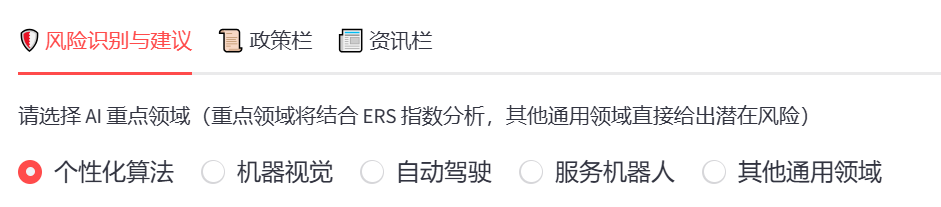 风险识别与建议 政策栏 资讯栏
请选择 AI 重点领域（重点领域将结合 ERS 指数分析，其他通用领域直接给出潜在风险）
个性化算法 机器视觉 自动驾驶 服务机器人 其他通用领域